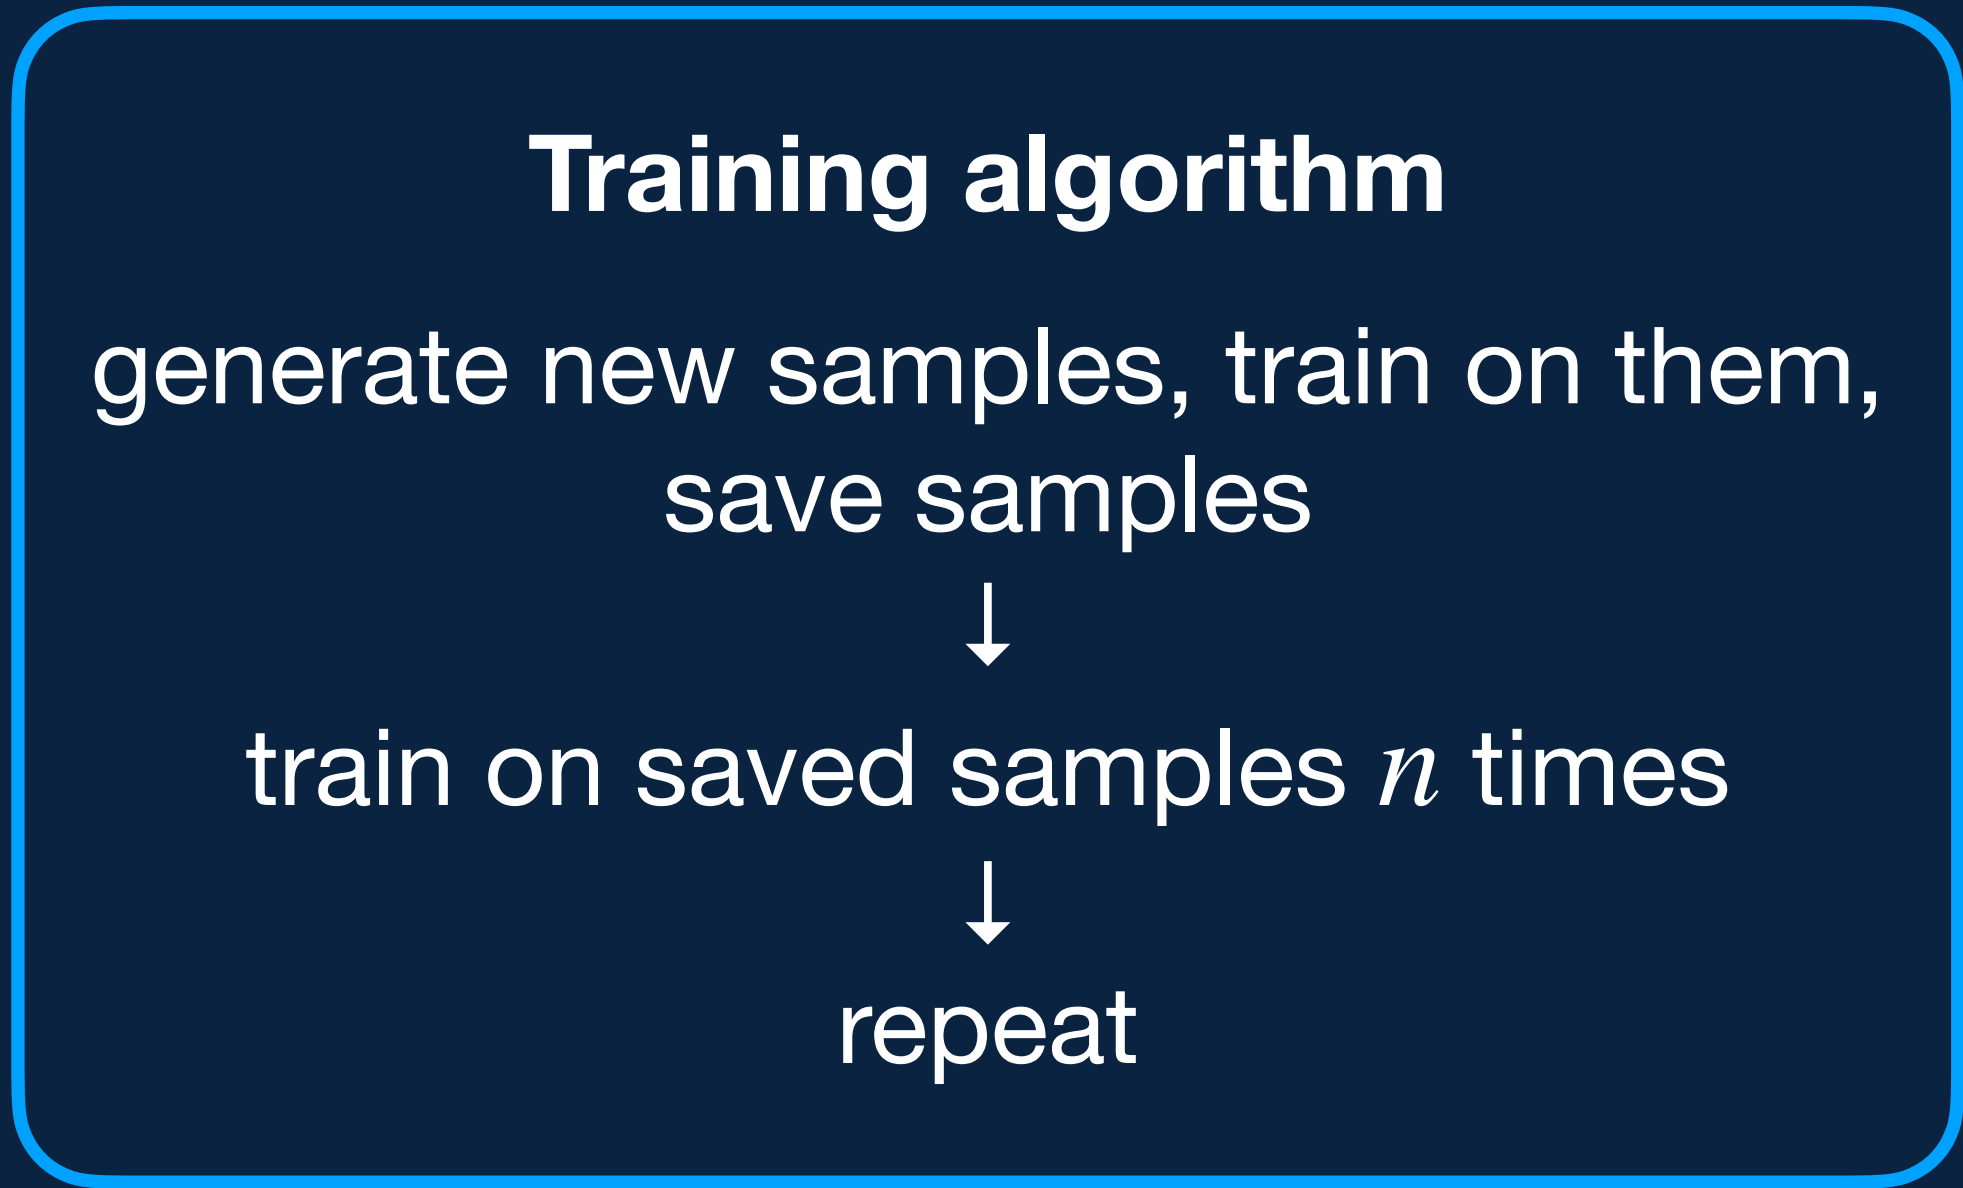 Training algorithm
generate new samples, train on them,
save samples
↓
train on saved samples n times
↓
repeat